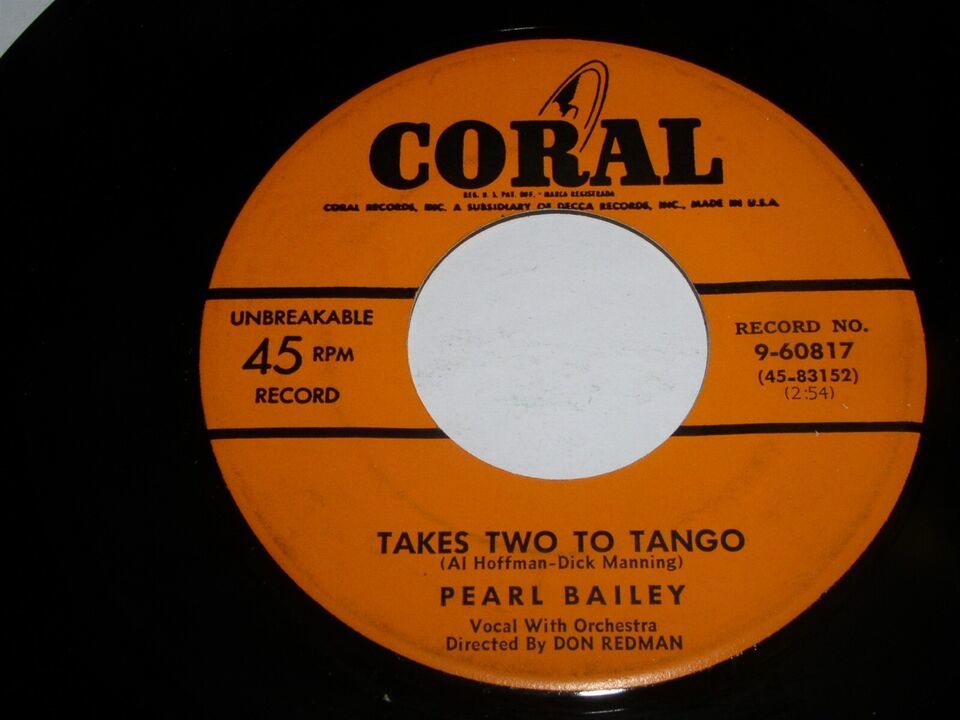 CORAL
REG. U. S. PAT. OFF. - MARCA REGISTRADA
CORAL RECORDS, INC. A SUBSIDIARY OF DECCA RECORDS, INC., MADE IN U.S.A.
UNBREAKABLE
45 RPM
RECORD
RECORD NO.
9-60817
(45-83152)
(2:54)
TAKES TWO TO TANGO
(Al Hoffman-Dick Manning)
PEARL BAILEY
Vocal With Orchestra
Directed By DON REDMAN